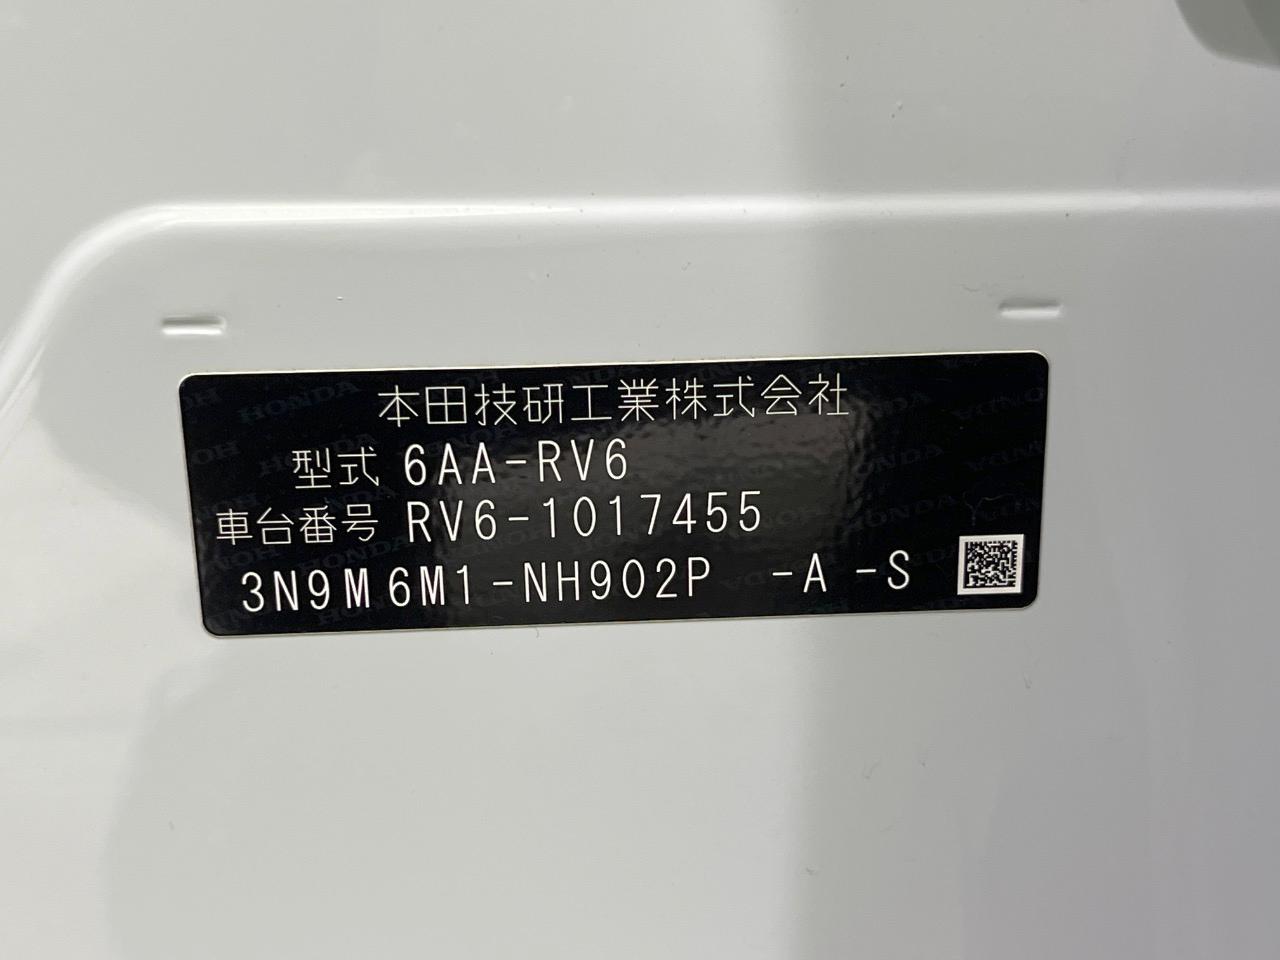 本田技研工業株式会社
型式 6AA-RV6
車台番号 RV6-1017455
3N9M6M1-NH902P -A -S